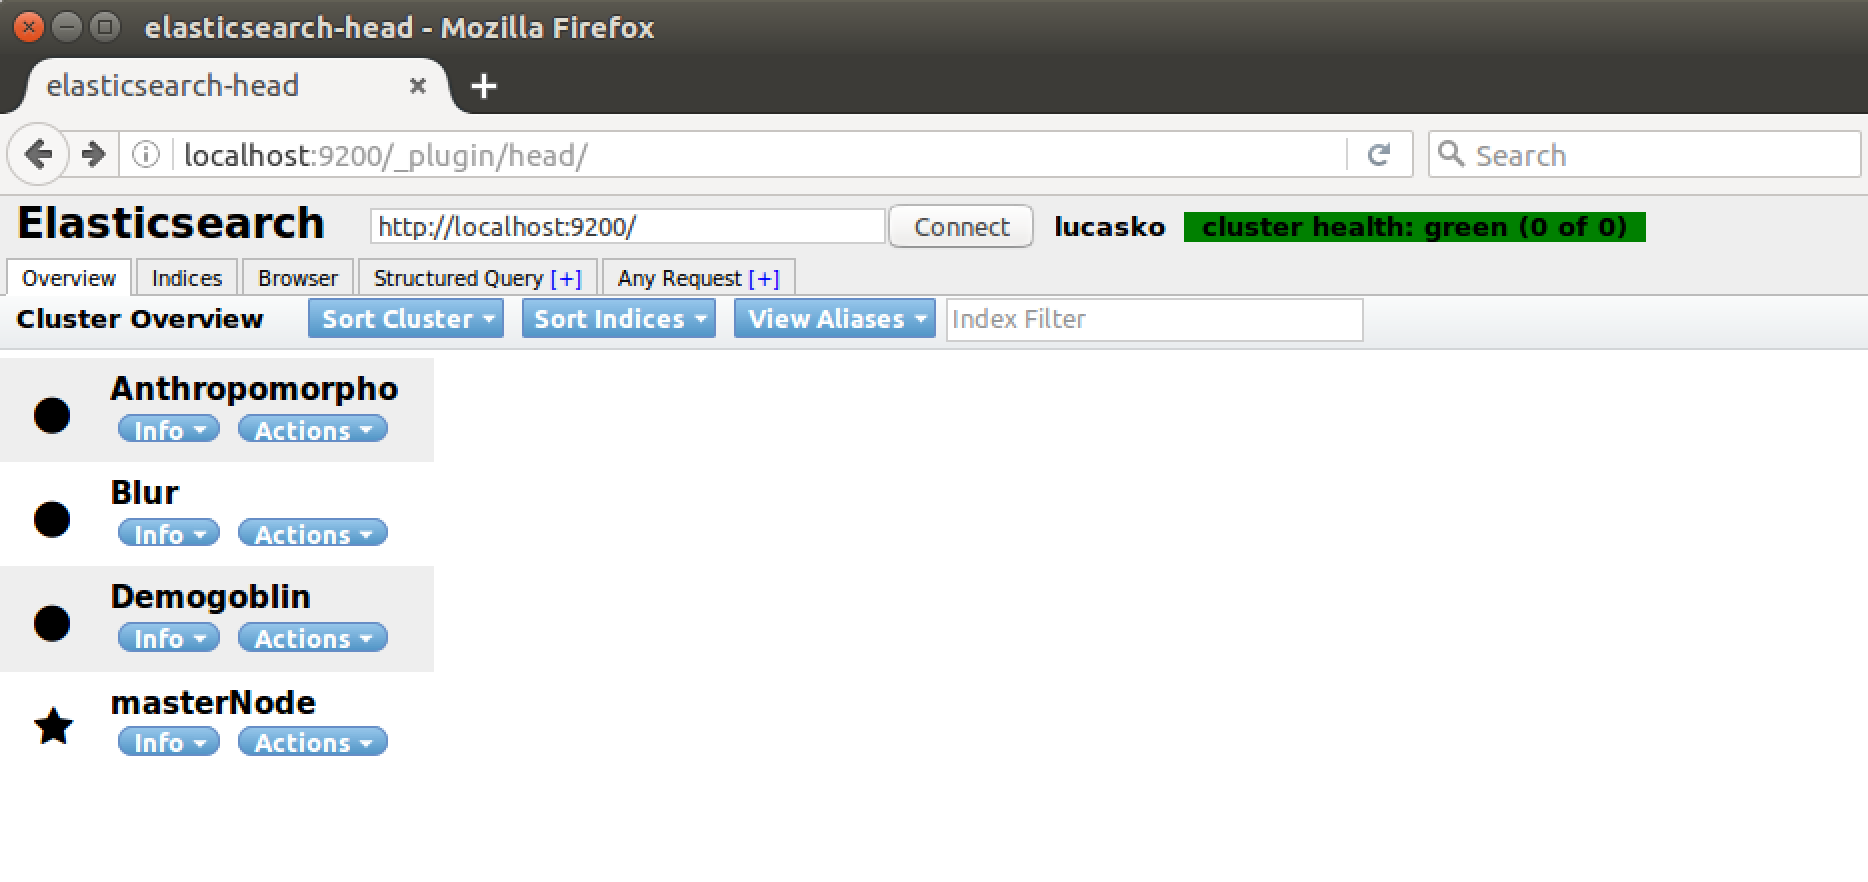 elasticsearch-head - Mozilla Firefox
elasticsearch-head
localhost:9200/_plugin/head/ Search
Elasticsearch http://localhost:9200/ Connect lucasko cluster health: green (0 of 0)
Overview Indices Browser Structured Query [+] Any Request [+]
Cluster Overview Sort Cluster Sort Indices View Aliases Index Filter
Anthropomorpho
Info Actions
Blur
Info Actions
Demogoblin
Info Actions
masterNode
Info Actions